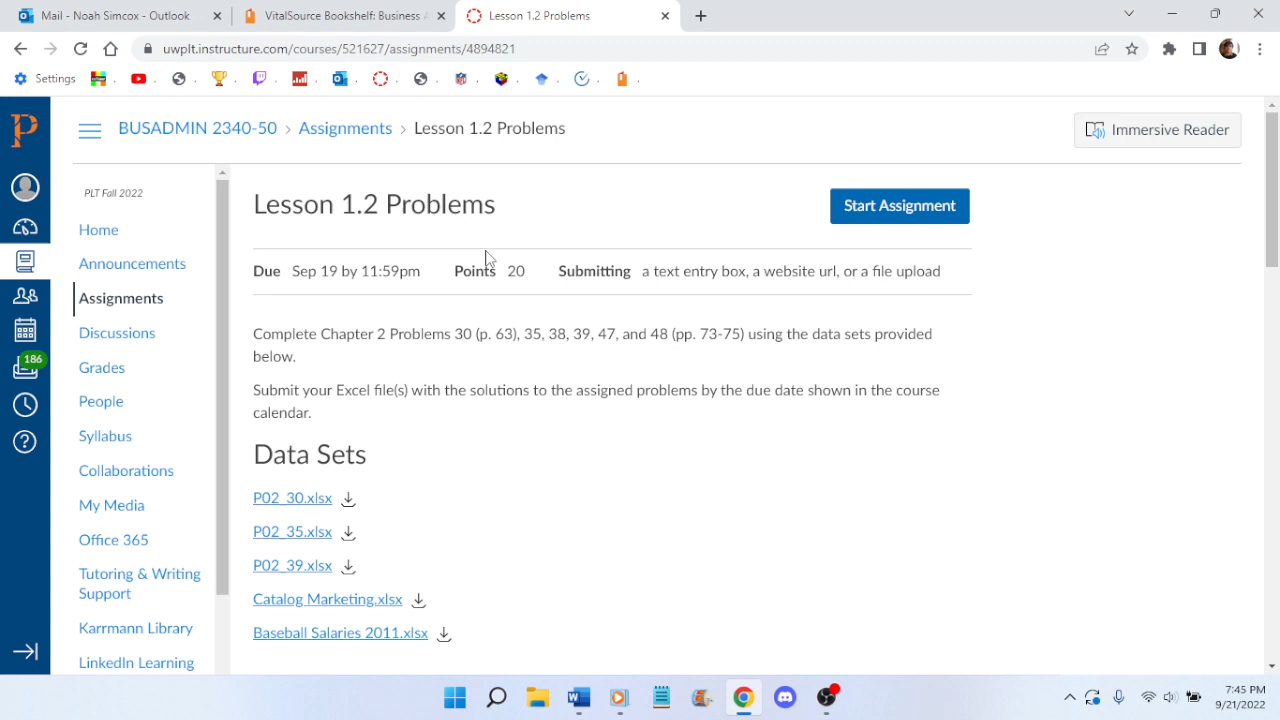 Mail -             - Outlook
VitalSource Bookshelf: Business A
Lesson 1.2 Problems
uwplt.instructure.com/courses/521627/assignments/4894821
Settings
BUSADMIN 2340-50 › Assignments › Lesson 1.2 Problems
Immersive Reader
PLT Fall 2022
Home
Announcements
Assignments
Discussions
Grades
186
People
Syllabus
Collaborations
My Media
Office 365
Tutoring & Writing
Support
Karrmann Library
LinkedIn Learning
Lesson 1.2 Problems
Start Assignment
Due Sep 19 by 11:59pm Points 20 Submitting a text entry box, a website url, or a file upload
Complete Chapter 2 Problems 30 (p. 63), 35, 38, 39, 47, and 48 (pp. 73-75) using the data sets provided
below.
Submit your Excel file(s) with the solutions to the assigned problems by the due date shown in the course
calendar.
Data Sets
P02_30.xlsx
P02_35.xlsx
P02_39.xlsx
Catalog Marketing.xlsx
Baseball Salaries 2011.xlsx
7:45 PM
9/21/2022